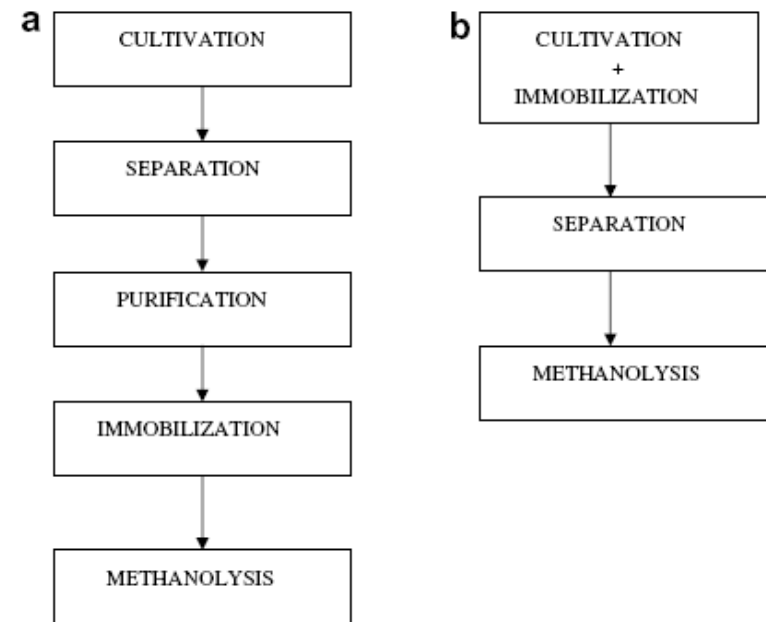 a
CULTIVATION
SEPARATION
PURIFICATION
IMMOBILIZATION
METHANOLYSIS
b
CULTIVATION
+
IMMOBILIZATION
SEPARATION
METHANOLYSIS